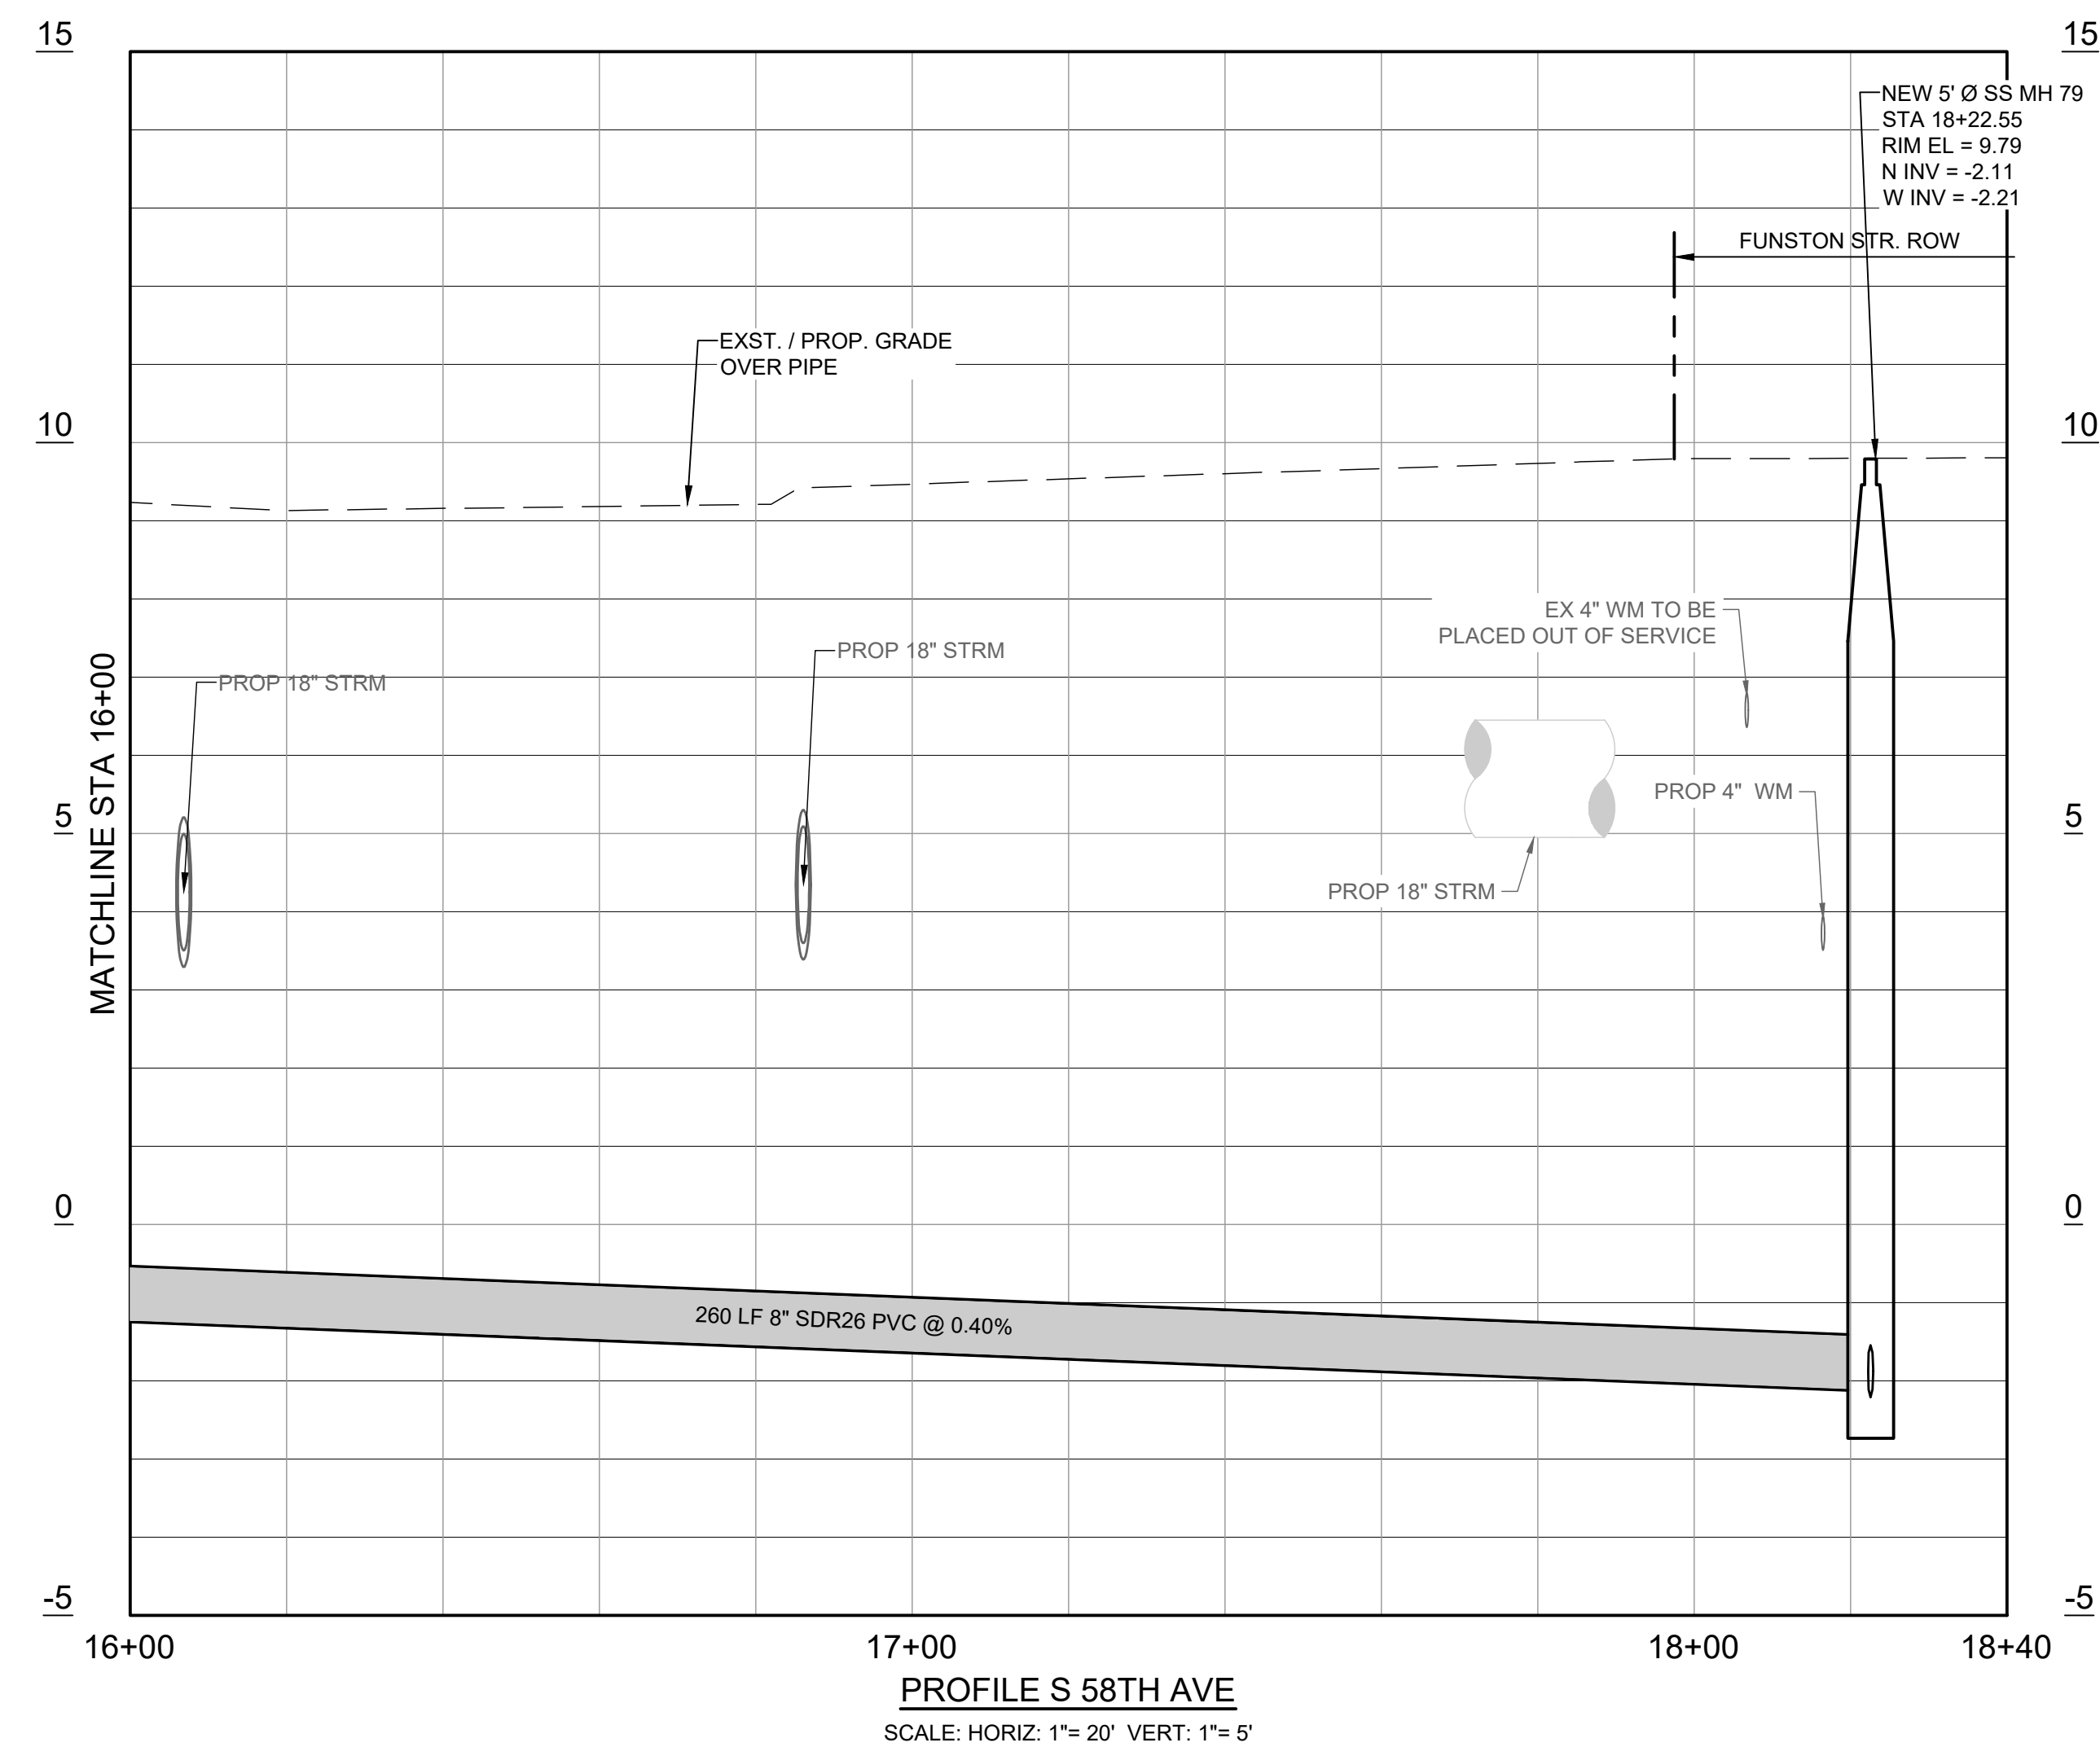 15
15
NEW 5' Ø SS MH 79
STA 18+22.55
RIM EL = 9.79
N INV = -2.11
W INV = -2.21
FUNSTON STR. ROW
EXST. / PROP. GRADE
OVER PIPE
10
10
EX 4" WM TO BE
PLACED OUT OF SERVICE
PROP 18" STRM
PROP 18" STRM
MATCHLINE STA 16+00
PROP 4" WM
5
5
PROP 18" STRM
0
0
260 LF 8" SDR26 PVC @ 0.40%
-5
-5
16+00
17+00
18+00
18+40
PROFILE S 58TH AVE
SCALE: HORIZ: 1"= 20' VERT: 1"= 5'